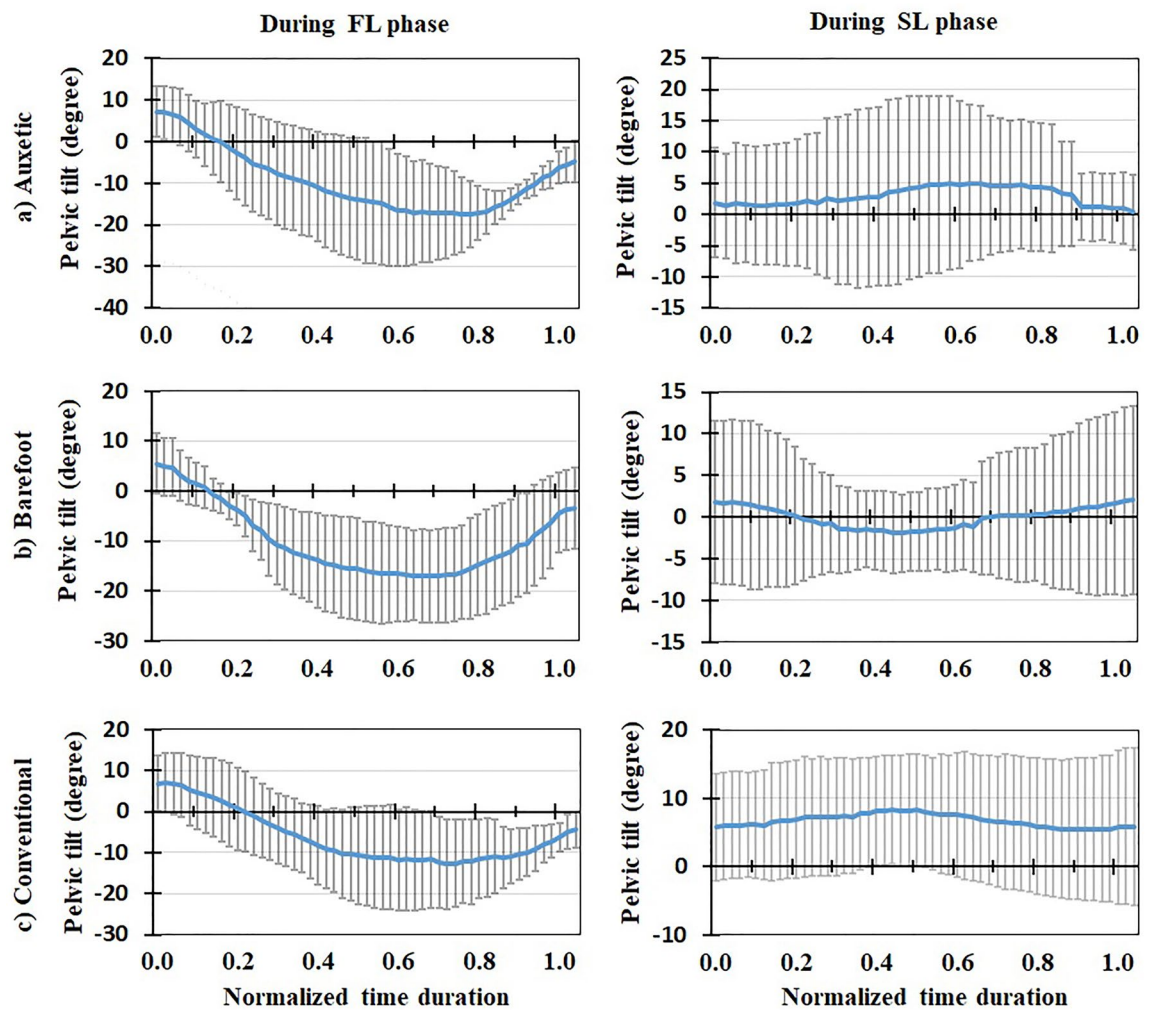 During FL phase
During SL phase
a) Auxetic
Pelvic tilt (degree)
20
10
0
-10
-20
-30
-40
0.0 0.2 0.4 0.6 0.8 1.0
Pelvic tilt (degree)
25
20
15
10
5
0
-5
-10
-15
0.0 0.2 0.4 0.6 0.8 1.0
b) Barefoot
Pelvic tilt (degree)
20
10
0
-10
-20
-30
0.0 0.2 0.4 0.6 0.8 1.0
Pelvic tilt (degree)
15
10
5
0
-5
-10
-15
0.0 0.2 0.4 0.6 0.8 1.0
c) Conventional
Pelvic tilt (degree)
20
10
0
-10
-20
-30
0.0 0.2 0.4 0.6 0.8 1.0
Normalized time duration
Pelvic tilt (degree)
20
10
0
-10
0.0 0.2 0.4 0.6 0.8 1.0
Normalized time duration